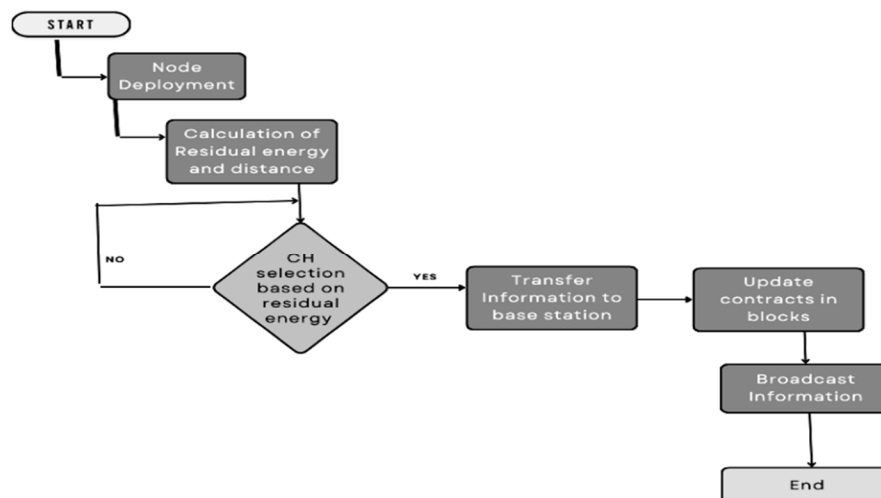 START
Node
Deployment
Calculation of
Residual energy
and distance
NO
CH
selection
based on
residual
energy
YES
Transfer
Information to
base station
Update
contracts in
blocks
Broadcast
Information
End